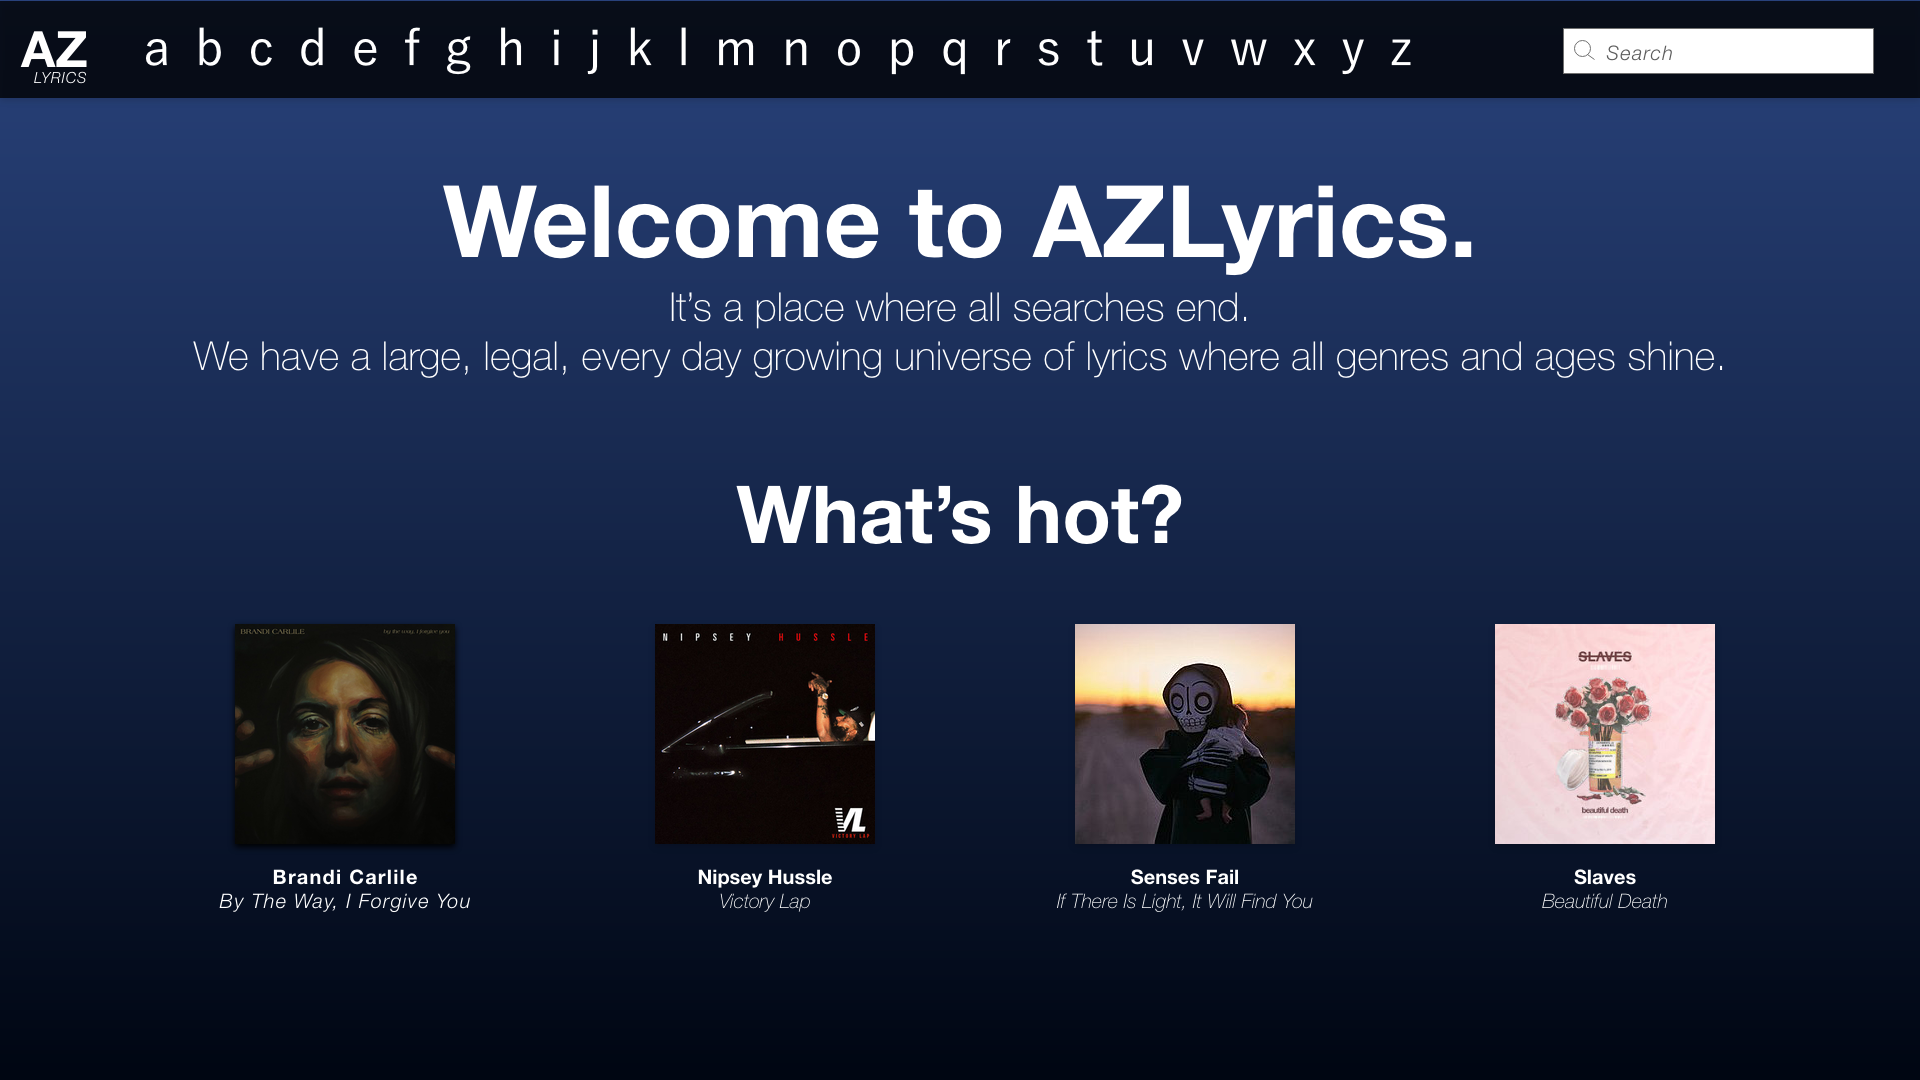 AZ
LYRICS
a b c d e f g h i j k l m n o p q r s t u v w x y z
Search
Welcome to AZLyrics.
It’s a place where all searches end.
We have a large, legal, every day growing universe of lyrics where all genres and ages shine.
What’s hot?
BRANDI CARLILE
by the way, I forgive you
NIPSEY HUSSLE
VL
VICTORY LAP
SLAVES
beautiful death
Brandi Carlile
By The Way, I Forgive You
Nipsey Hussle
Victory Lap
Senses Fail
If There Is Light, It Will Find You
Slaves
Beautiful Death